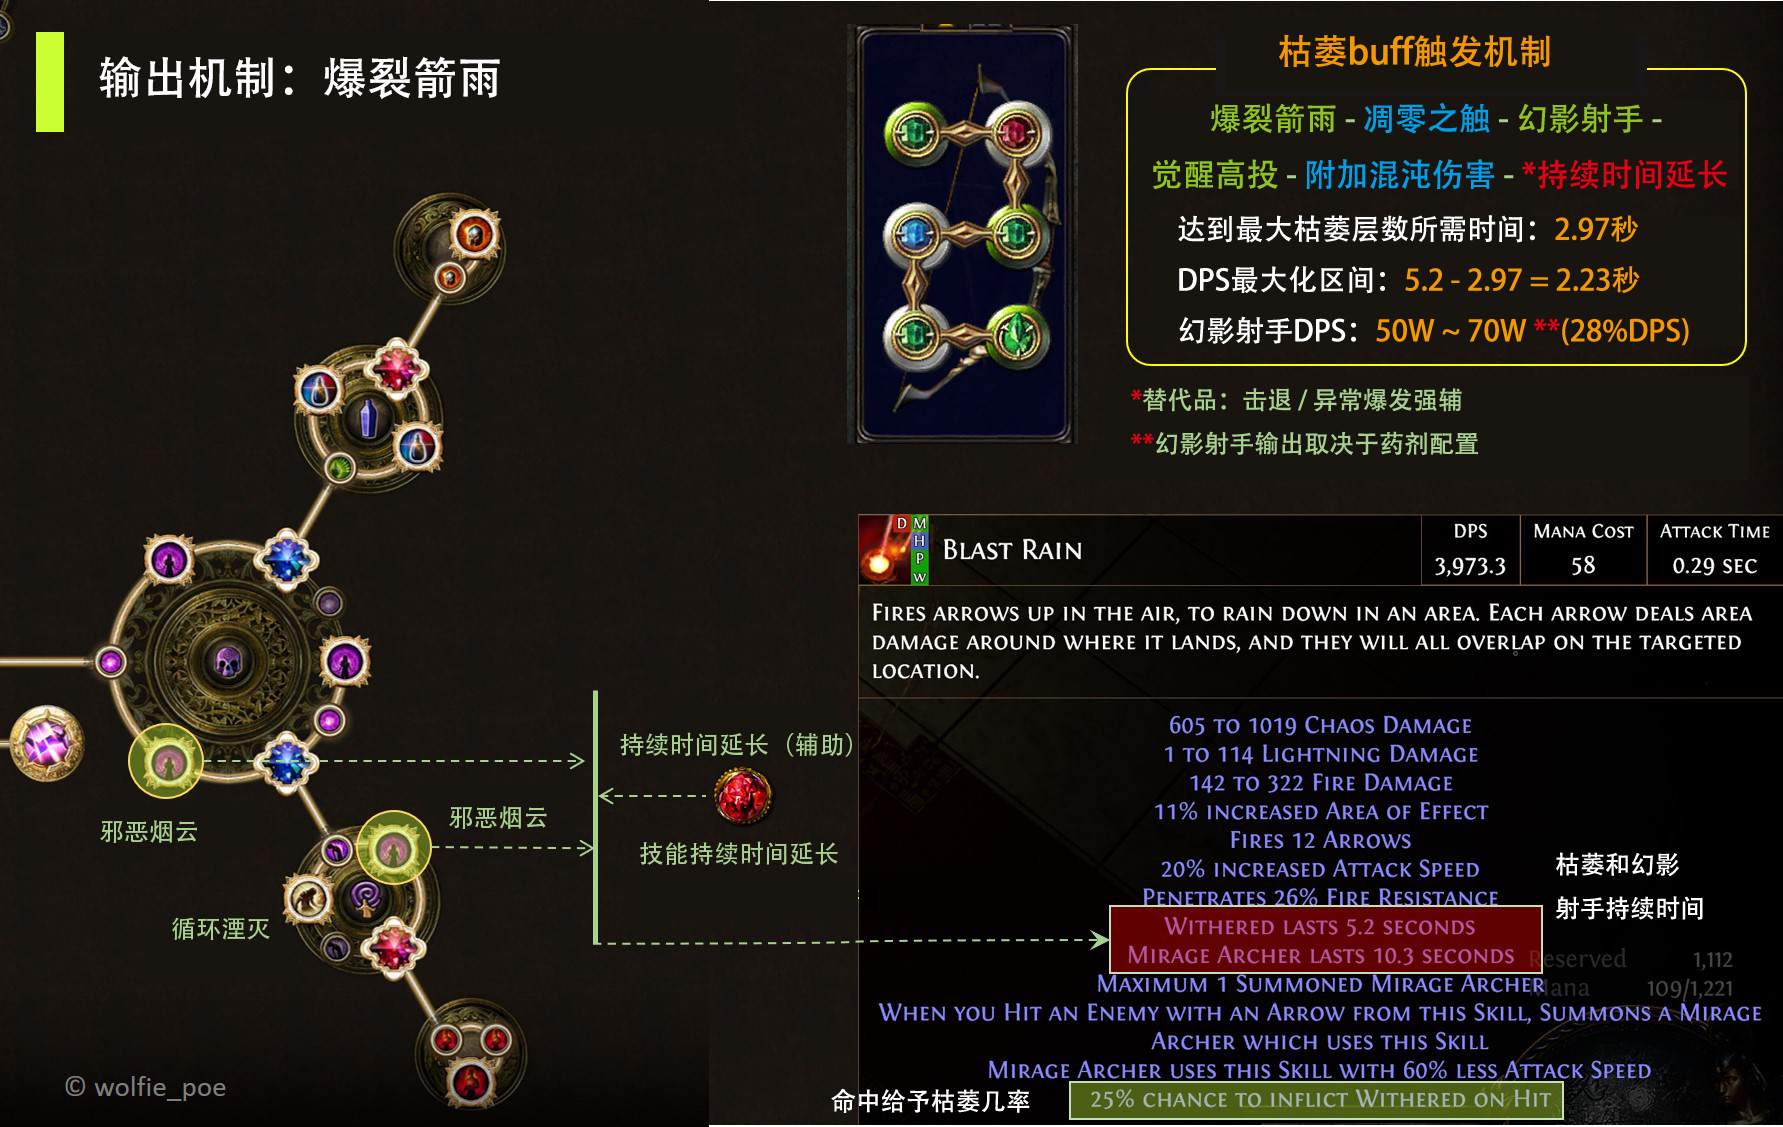 输出机制：爆裂箭雨
枯萎buff触发机制
爆裂箭雨 - 凋零之触 - 幻影射手 -
觉醒高投 - 附加混沌伤害 - *持续时间延长
达到最大枯萎层数所需时间：2.97秒
DPS最大化区间：5.2 - 2.97 = 2.23秒
幻影射手DPS：50W ~ 70W **(28%DPS)
*替代品：击退 / 异常爆发强辅
**幻影射手输出取决于药剂配置
D M
H
P
W
BLAST RAIN
DPS
3,973.3
MANA COST
58
ATTACK TIME
0.29 SEC
FIRES ARROWS UP IN THE AIR, TO RAIN DOWN IN AN AREA. EACH ARROW DEALS AREA
DAMAGE AROUND WHERE IT LANDS, AND THEY WILL ALL OVERLAP ON THE TARGETED
LOCATION.
605 TO 1019 CHAOS DAMAGE
1 TO 114 LIGHTNING DAMAGE
142 TO 322 FIRE DAMAGE
11% INCREASED AREA OF EFFECT
FIRES 12 ARROWS
20% INCREASED ATTACK SPEED
PENETRATES 26% FIRE RESISTANCE
WITHERED LASTS 5.2 SECONDS
MIRAGE ARCHER LASTS 10.3 SECONDS
MAXIMUM 1 SUMMONED MIRAGE ARCHER
WHEN YOU HIT AN ENEMY WITH AN ARROW FROM THIS SKILL, SUMMONS A MIRAGE
ARCHER WHICH USES THIS SKILL
MIRAGE ARCHER USES THIS SKILL WITH 60% LESS ATTACK SPEED
25% CHANCE TO INFLICT WITHERED ON HIT
枯萎和幻影
射手持续时间
Reserved 1,112
Mana 109/1,221
命中给予枯萎几率
持续时间延长（辅助）
技能持续时间延长
邪恶烟云
邪恶烟云
循环湮灭
© wolfie_poe